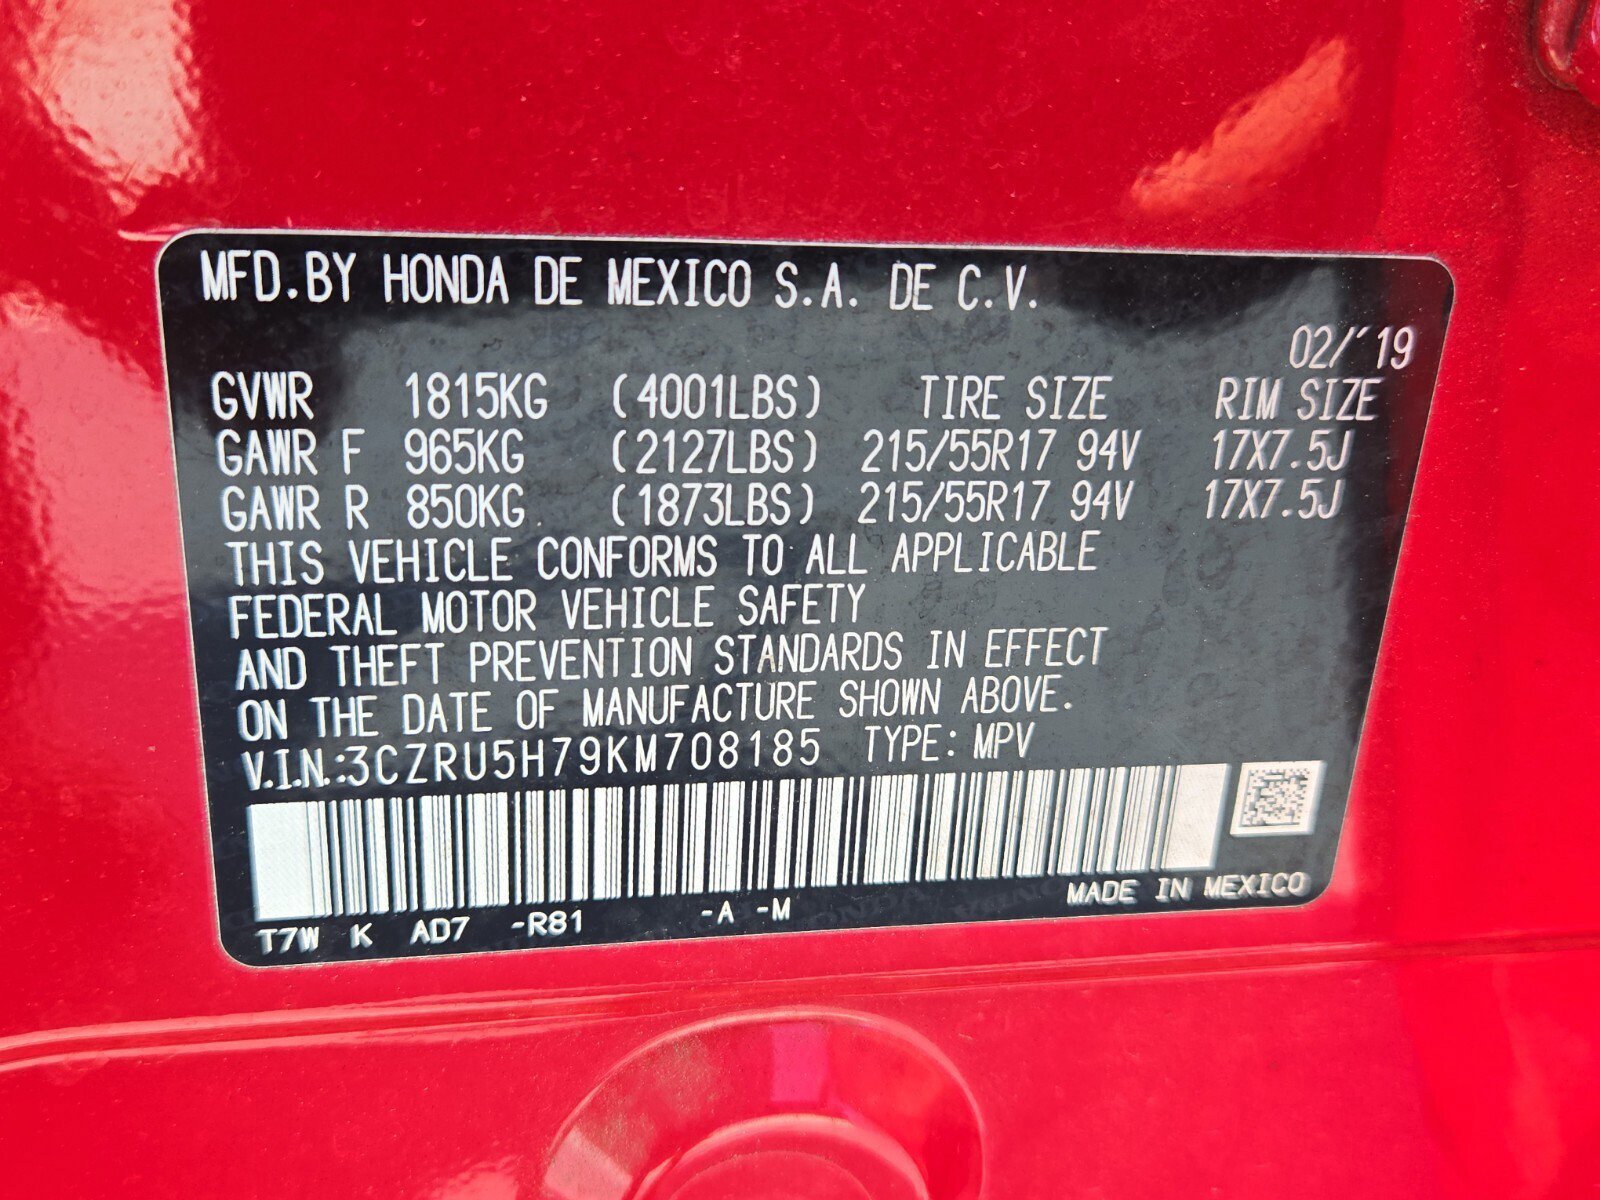 MFD.BY HONDA DE MEXICO S.A. DE C.V.
02/'19
GVWR 1815KG (4001LBS) TIRE SIZE RIM SIZE
GAWR F 965KG (2127LBS) 215/55R17 94V 17X7.5J
GAWR R 850KG (1873LBS) 215/55R17 94V 17X7.5J
THIS VEHICLE CONFORMS TO ALL APPLICABLE
FEDERAL MOTOR VEHICLE SAFETY
AND THEFT PREVENTION STANDARDS IN EFFECT
ON THE DATE OF MANUFACTURE SHOWN ABOVE.
V.I.N.:3CZRU5H79KM708185 TYPE: MPV
MADE IN MEXICO
T7W K AD7 -R81 -A -M